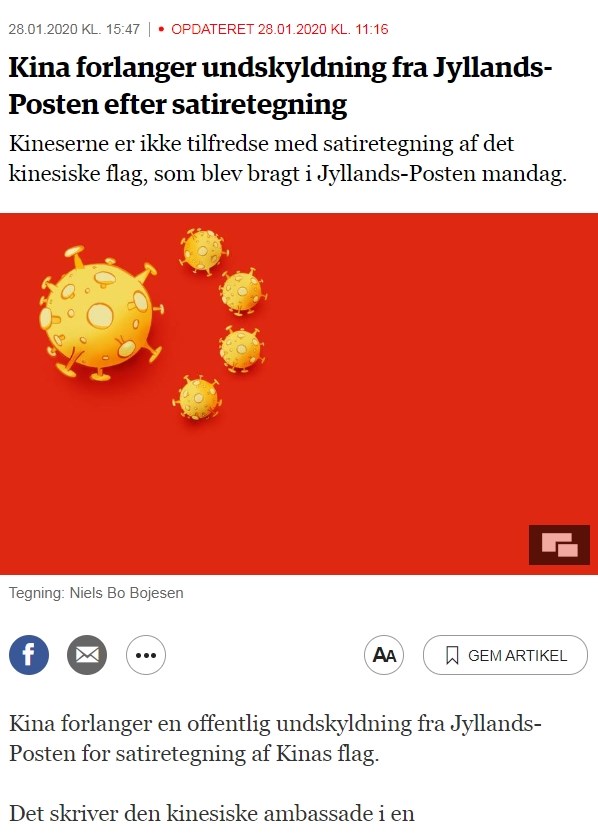 28.01.2020 KL. 15:47 | • OPDATERET 28.01.2020 KL. 11:16
Kina forlanger undskyldning fra Jyllands-
Posten efter satiretegning
Kineserne er ikke tilfredse med satiretegning af det
kinesiske flag, som blev bragt i Jyllands-Posten mandag.
Tegning: Niels Bo Bojesen
f
AA
GEM ARTIKEL
Kina forlanger en offentlig undskyldning fra Jyllands-
Posten for satiretegning af Kinas flag.
Det skriver den kinesiske ambassade i en